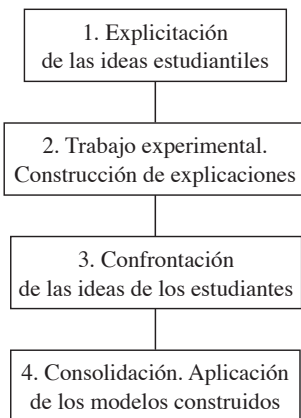 1. Explicitación
de las ideas estudiantiles
2. Trabajo experimental.
Construcción de explicaciones
3. Confrontación
de las ideas de los estudiantes
4. Consolidación. Aplicación
de los modelos construidos